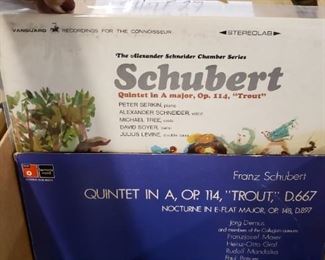 VANGUARD RECORDINGS FOR THE CONNOISSEUR STEREOLAB
The Alexander Schneider Chamber Series
Schubert
Quintet in A major, Op. 114, "Trout"
PETER SERKIN, piano
ALEXANDER SCHNEIDER, violin
MICHAEL TREE, viola
DAVID SOYER, cello
JULIUS LEVINE, double bass
BASF
Franz Schubert
QUINTET IN A, OP. 114, "TROUT," D.667
NOCTURNE IN E-FLAT MAJOR, OP. 148, D.897
Jörg Demus
and members of the Collegium aureum
Franzjosef Maier
Heinz-Otto Graf
Rudolf Mandalka
Paul Breuer